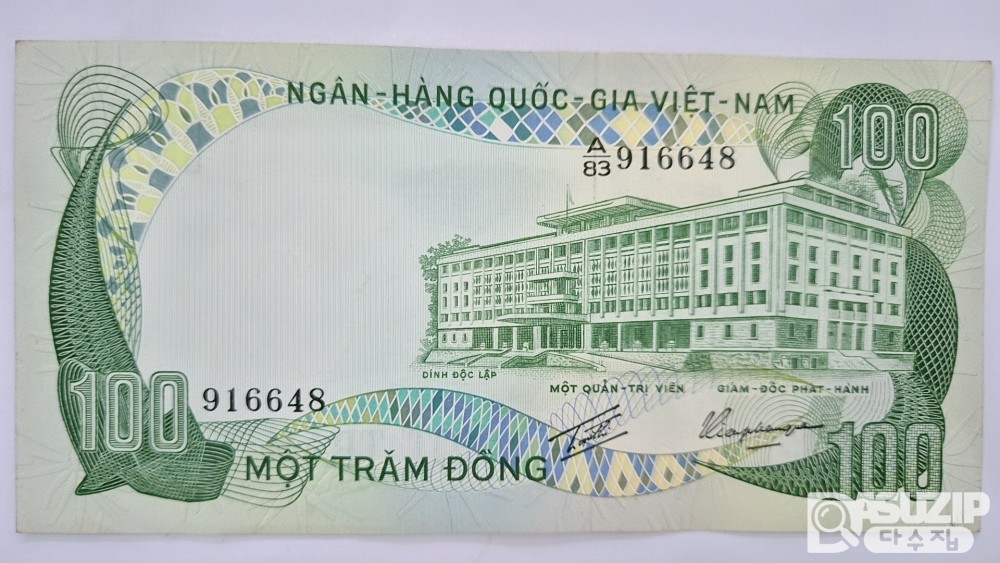 NGÂN-HÀNG QUỐC-GIA VIỆT-NAM
100
A/83 916648
DINH ĐỘC LẬP
MỘT QUẢN-TRỊ VIÊN
GIÁM-ĐỐC PHÁT-HÀNH
100
916648
MỘT TRĂM ĐỒNG
100
DASUZIP
다수집